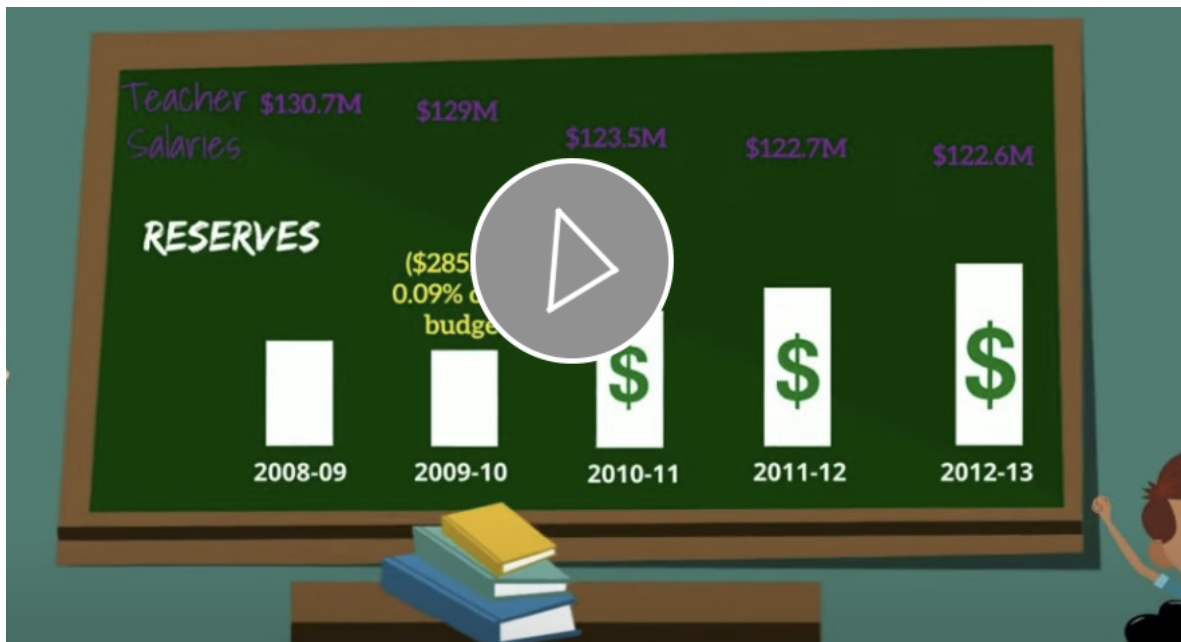 Teacher $130.7M $129M $123.5M $122.7M $122.6M
Salaries
RESERVES
($285
0.09%
budge
$ $ $
2008-09 2009-10 2010-11 2011-12 2012-13